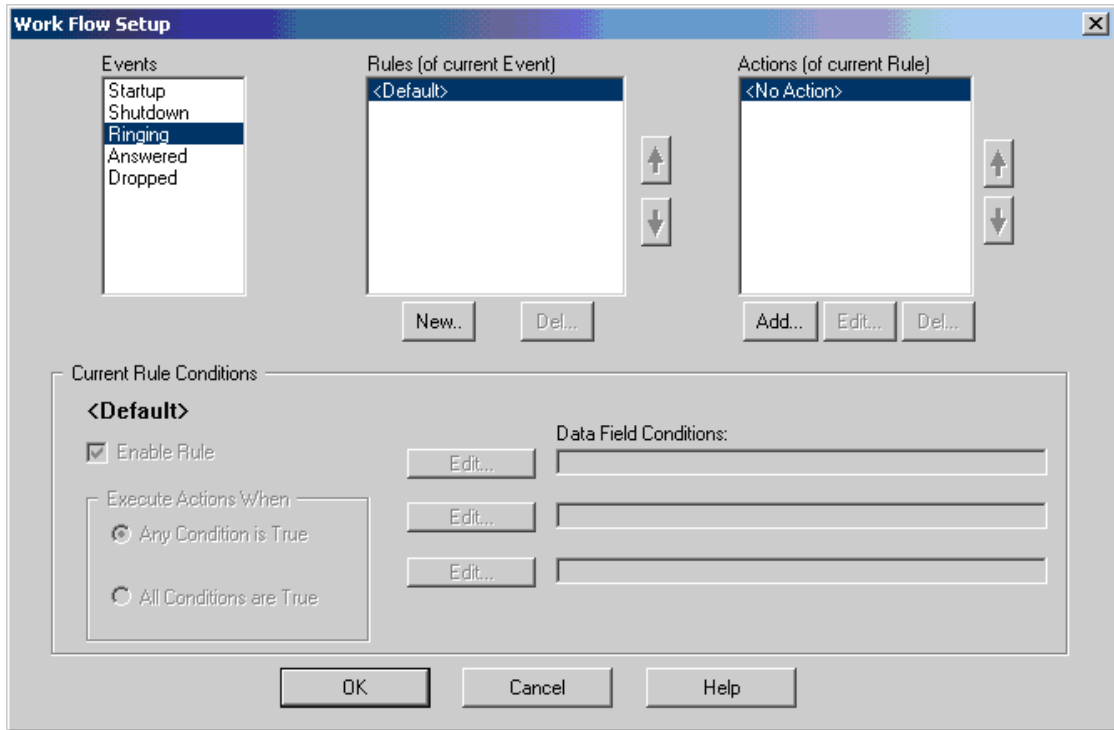 Work Flow Setup
Events
Startup
Shutdown
Ringing
Answered
Dropped
Rules (of current Event)
<Default>
New..
Del...
Actions (of current Rule)
<No Action>
Add...
Edit...
Del...
Current Rule Conditions
<Default>
Enable Rule
Execute Actions When
Any Condition is True
All Conditions are True
Data Field Conditions:
Edit...
Edit...
Edit...
OK
Cancel
Help